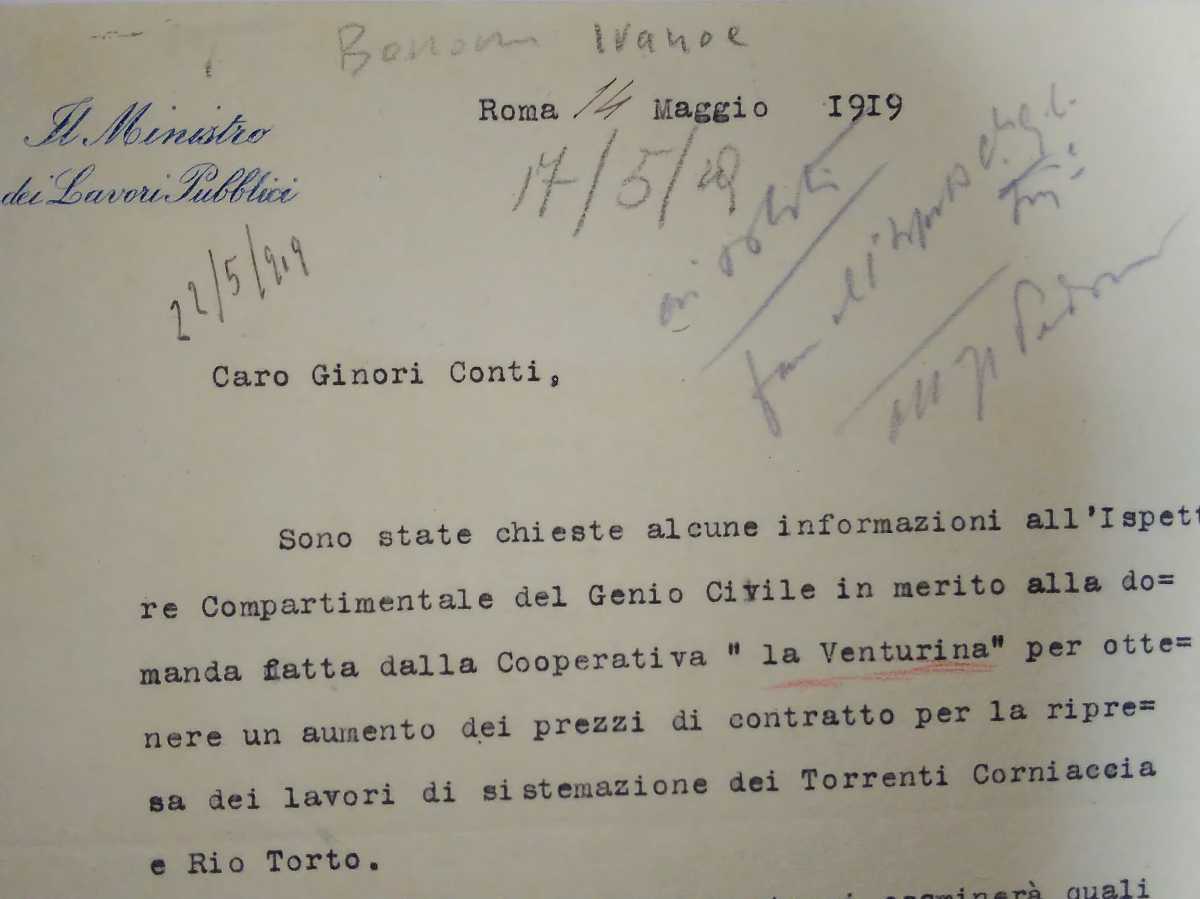 Bonomi Ivanoe
Il Ministro
dei Lavori Pubblici
Roma 14 Maggio 1919
17/5/19
22/5/919
Caro Ginori Conti,
Sono state chieste alcune informazioni all'Ispett
re Compartimentale del Genio Civile in merito alla do=
manda fatta dalla Cooperativa " la Venturina" per otte=
nere un aumento dei prezzi di contratto per la ripre=
sa dei lavori di sistemazione dei Torrenti Corniaccia
e Rio Torto.
esaminerà quali